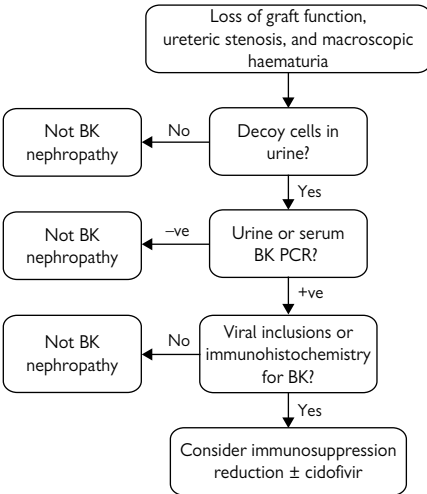 Loss of graft function,
ureteric stenosis, and macroscopic
haematuria
Not BK
nephropathy
No
Decoy cells in
urine?
Yes
Not BK
nephropathy
–ve
Urine or serum
BK PCR?
+ve
Not BK
nephropathy
No
Viral inclusions or
immunohistochemistry
for BK?
Yes
Consider immunosuppression
reduction ± cidofivir